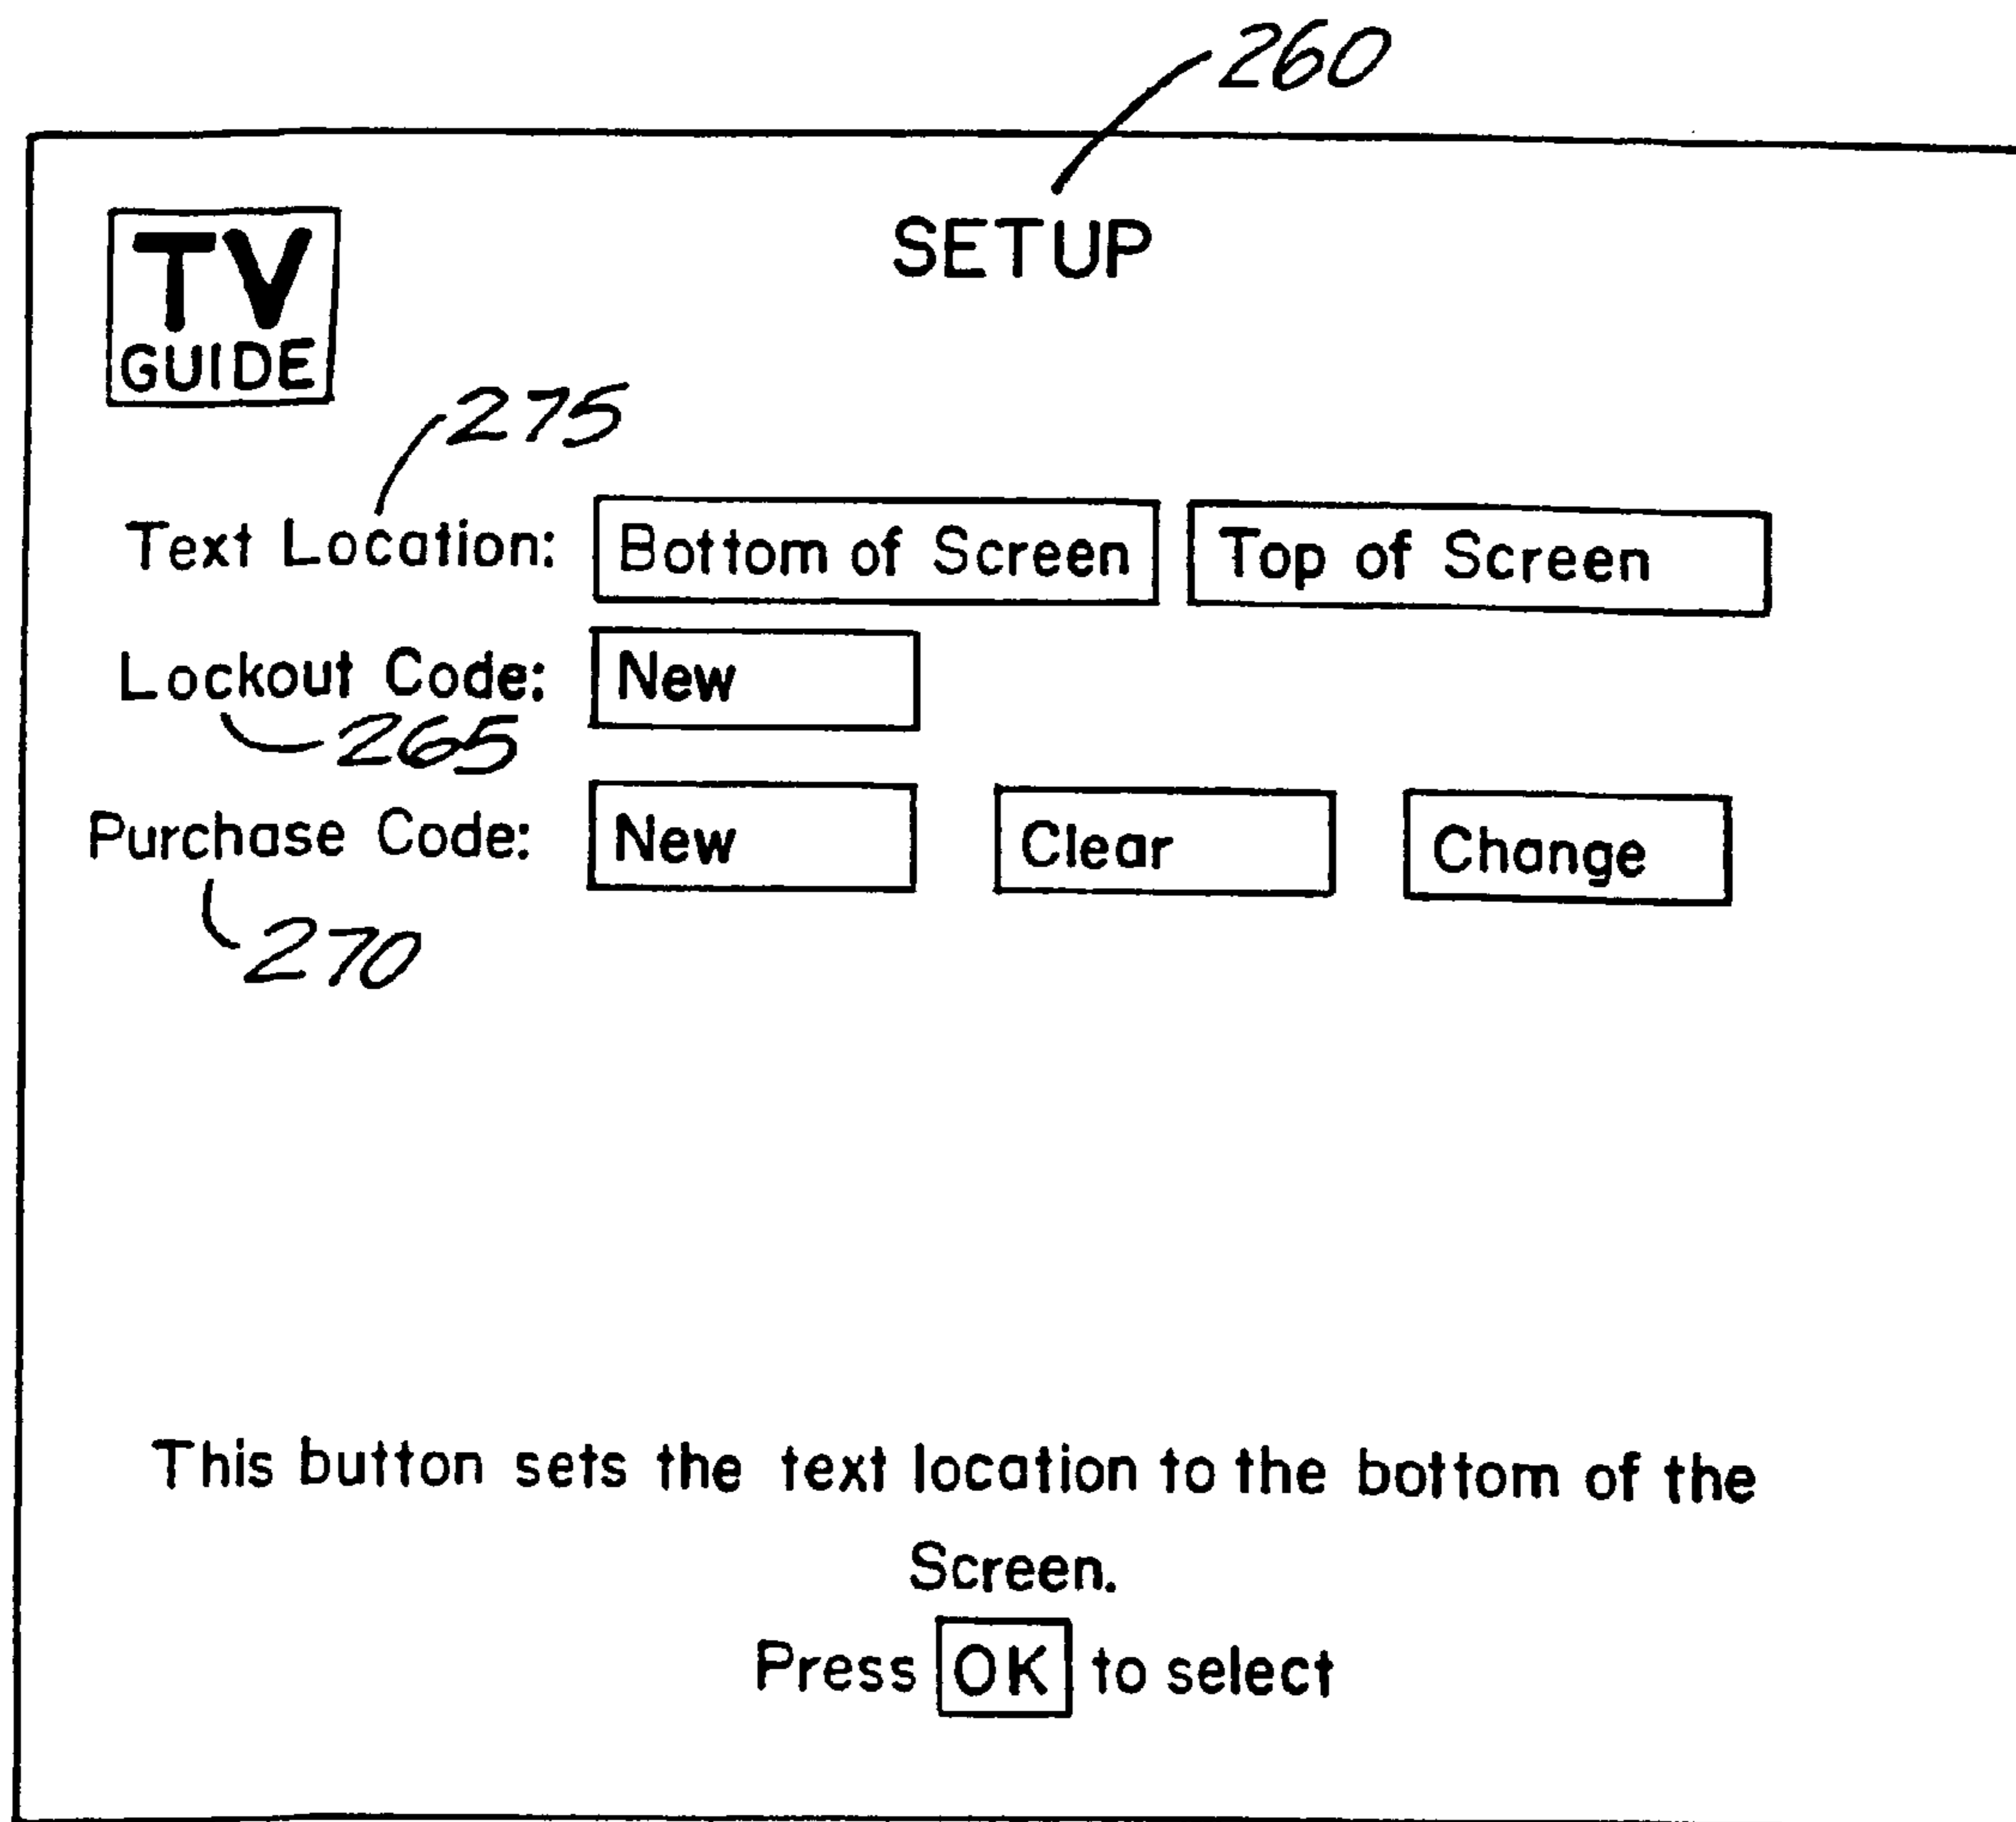 260
SETUP
TV
GUIDE
275
Text Location: Bottom of Screen Top of Screen
Lockout Code: New
265
Purchase Code: New Clear Change
270
This button sets the text location to the bottom of the
Screen.
Press OK to select